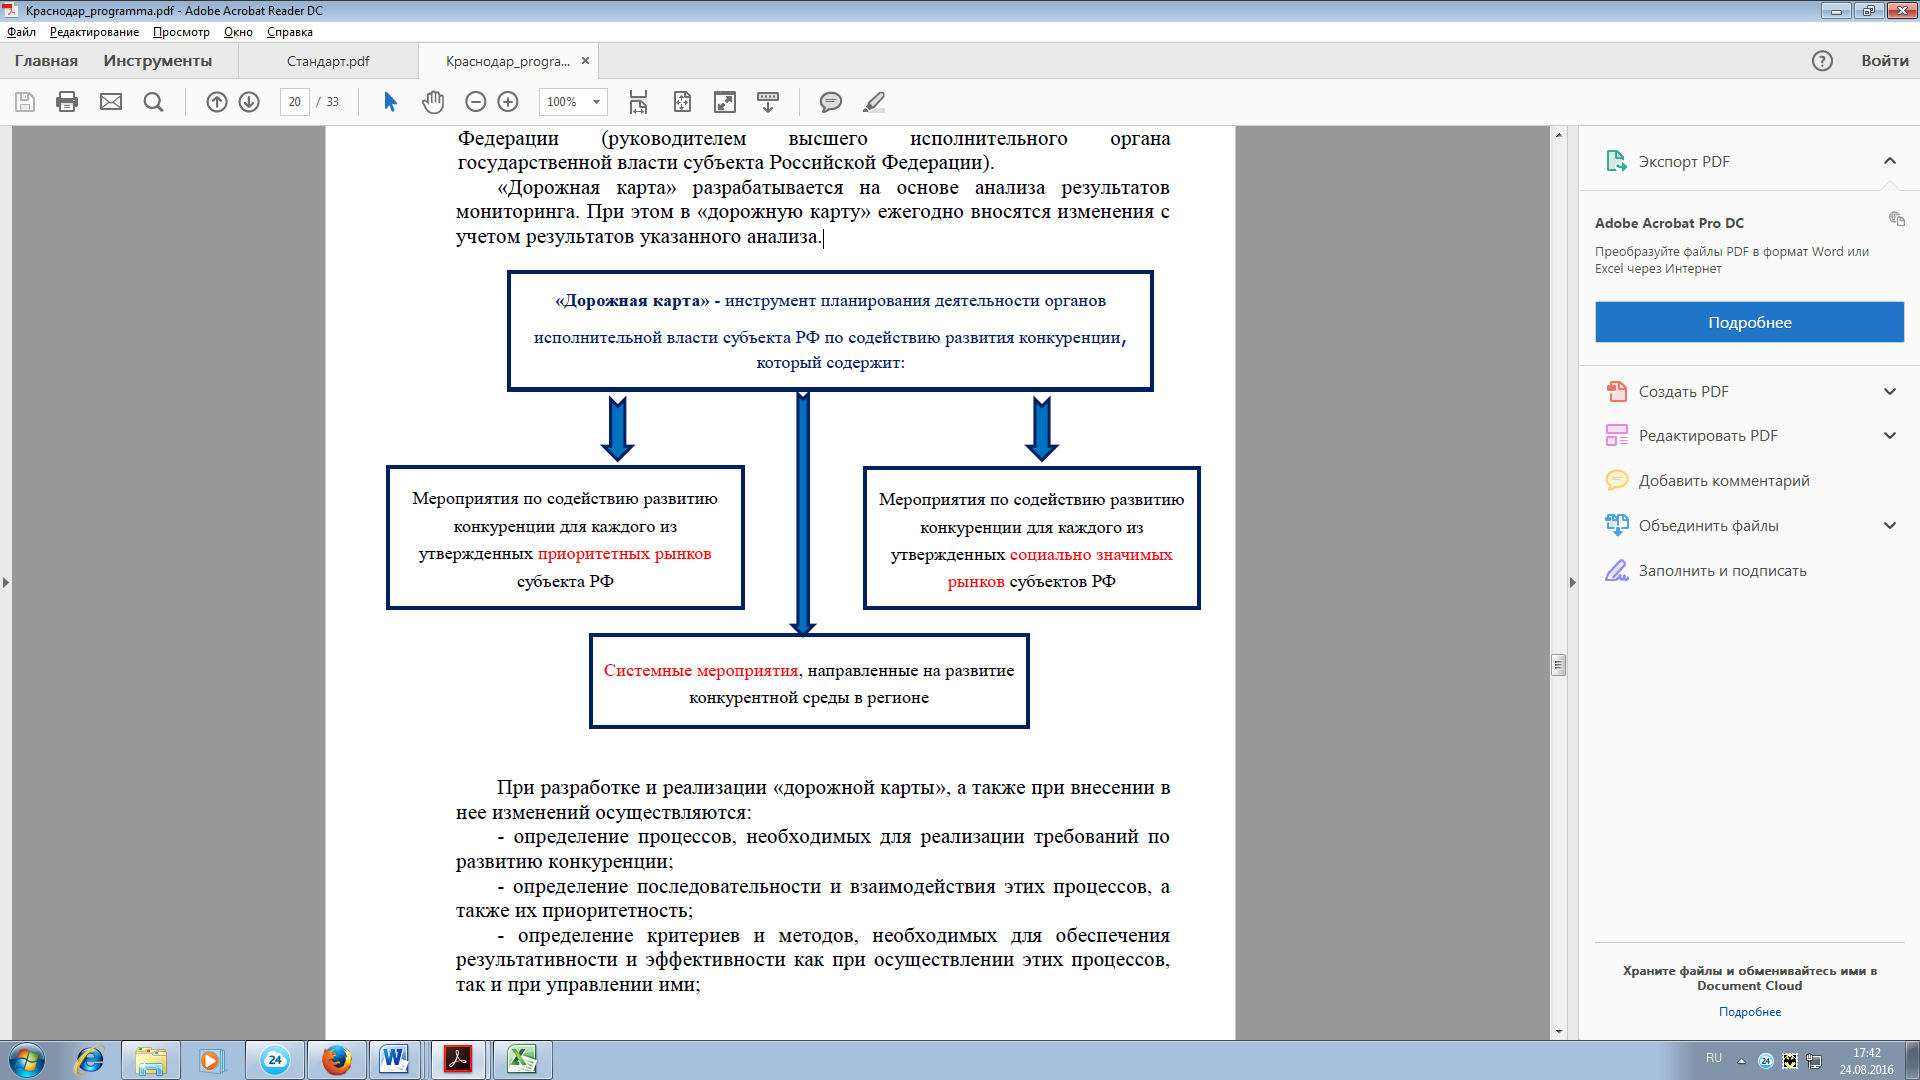 Краснодар_programma.pdf - Adobe Acrobat Reader DC
Файл Редактирование Просмотр Окно Справка
Главная Инструменты Стандарт.pdf Краснодар_progra... × ? Войти
20 / 33 100%
Федерации (руководителем высшего исполнительного органа
государственной власти субъекта Российской Федерации).
«Дорожная карта» разрабатывается на основе анализа результатов
мониторинга. При этом в «дорожную карту» ежегодно вносятся изменения с
учетом результатов указанного анализа.
«Дорожная карта» - инструмент планирования деятельности органов
исполнительной власти субъекта РФ по содействию развития конкуренции,
который содержит:
Мероприятия по содействию развитию
конкуренции для каждого из
утвержденных приоритетных рынков
субъекта РФ
Мероприятия по содействию развитию
конкуренции для каждого из
утвержденных социально значимых
рынков субъектов РФ
Системные мероприятия, направленные на развитие
конкурентной среды в регионе
При разработке и реализации «дорожной карты», а также при внесении в
нее изменений осуществляются:
- определение процессов, необходимых для реализации требований по
развитию конкуренции;
- определение последовательности и взаимодействия этих процессов, а
также их приоритетность;
- определение критериев и методов, необходимых для обеспечения
результативности и эффективности как при осуществлении этих процессов,
так и при управлении ими;
Экспорт PDF
Adobe Acrobat Pro DC
Преобразуйте файлы PDF в формат Word или
Excel через Интернет
Подробнее
Создать PDF
Редактировать PDF
Добавить комментарий
Объединить файлы
Заполнить и подписать
Храните файлы и обменивайтесь ими в
Document Cloud
Подробнее
24
RU 24 17:42
24.08.2016